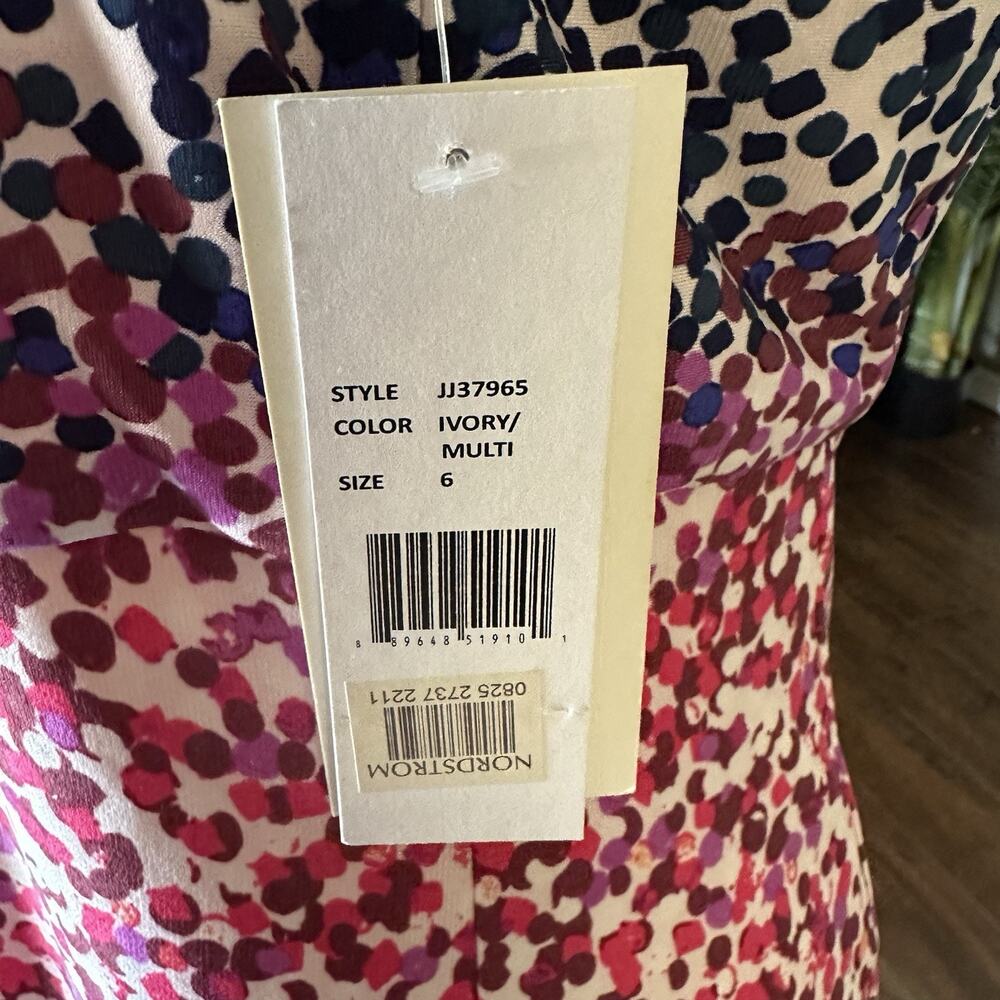 STYLE JJ37965
COLOR IVORY/
MULTI
SIZE 6
8 89648 51910 1
0825 2737 2211
NORDSTROM